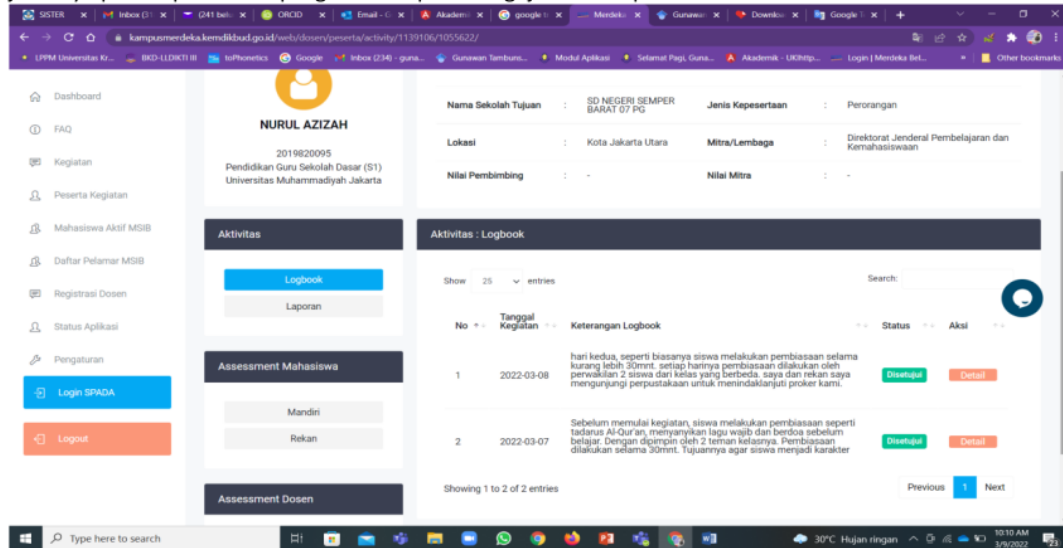 SISTER
Inbox (31
(241 belu
ORCID
Email - G
Akademi
google t
Merdeka
Gunawan
Downloa
Google T
kampusmerdeka.kemdikbud.go.id/web/dosen/peserta/activity/1139106/1055622/
LPPM Universitas Kr...
BKD-LLDIKTI III
toPhonetics
Google
Inbox (234) - guna...
Gunawan Tambuns...
Modul Aplikasi
Selamat Pagi, Guna...
Akademik - UKIhttp...
Login | Merdeka Bel...
Other bookmarks
Dashboard
FAQ
Kegiatan
Peserta Kegiatan
Mahasiswa Aktif MSIB
Daftar Pelamar MSIB
Registrasi Dosen
Status Aplikasi
Pengaturan
Login SPADA
Logout
NURUL AZIZAH
2019820095
Pendidikan Guru Sekolah Dasar (S1)
Universitas Muhammadiyah Jakarta
Nama Sekolah Tujuan : SD NEGERI SEMPER BARAT 07 PG
Jenis Kepesertaan : Perorangan
Lokasi : Kota Jakarta Utara
Mitra/Lembaga : Direktorat Jenderal Pembelajaran dan Kemahasiswaan
Nilai Pembimbing : -
Nilai Mitra : -
Aktivitas
Logbook
Laporan
Assessment Mahasiswa
Mandiri
Rekan
Assessment Dosen
Aktivitas : Logbook
Show 25 entries
Search:
No Tanggal Kegiatan Keterangan Logbook Status Aksi
1 2022-03-08
hari kedua, seperti biasanya siswa melakukan pembiasaan selama
kurang lebih 30mnt. setiap harinya pembiasaan dilakukan oleh
perwakilan 2 siswa dari kelas yang berbeda. saya dan rekan saya
mengunjungi perpustakaan untuk menindaklanjuti proker kami.
Disetujui Detail
2 2022-03-07
Sebelum memulai kegiatan, siswa melakukan pembiasaan seperti
tadarus Al-Qur'an, menyanyikan lagu wajib dan berdoa sebelum
belajar. Dengan dipimpin oleh 2 teman kelasnya. Pembiasaan
dilakukan selama 30mnt. Tujuannya agar siswa menjadi karakter
Disetujui Detail
Showing 1 to 2 of 2 entries
Previous 1 Next
Type here to search
30°C Hujan ringan
10:10 AM
3/9/2022